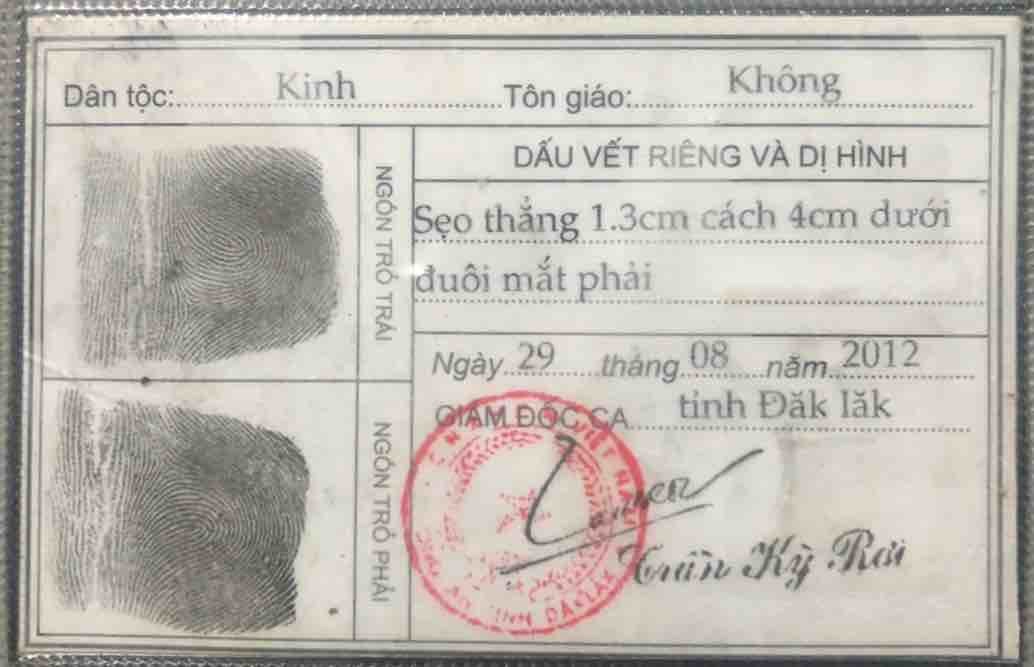 Dân tộc: Kinh Tôn giáo: Không
DẤU VẾT RIÊNG VÀ DỊ HÌNH
Sẹo thẳng 1.3cm cách 4cm dưới
đuôi mắt phải
NGÓN TRỎ TRÁI
NGÓN TRỎ PHẢI
Ngày 29 tháng 08 năm 2012
GIÁM ĐỐC CA tỉnh Đăk lăk
Trần Kỳ Rơi